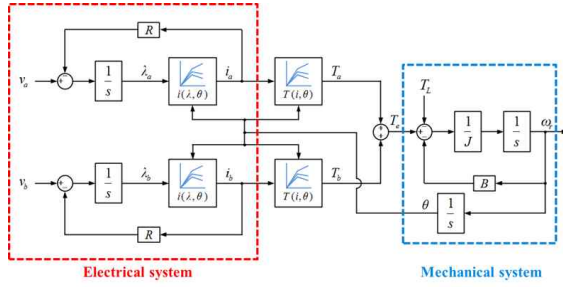 R
v_a
1/s
λ_a
i(λ,θ)
i_a
T(i,θ)
T_a
v_b
1/s
λ_b
i(λ,θ)
i_b
T(i,θ)
T_b
R
T_e
T_L
1/J
1/s
ω_r
B
θ
1/s
Electrical system
Mechanical system